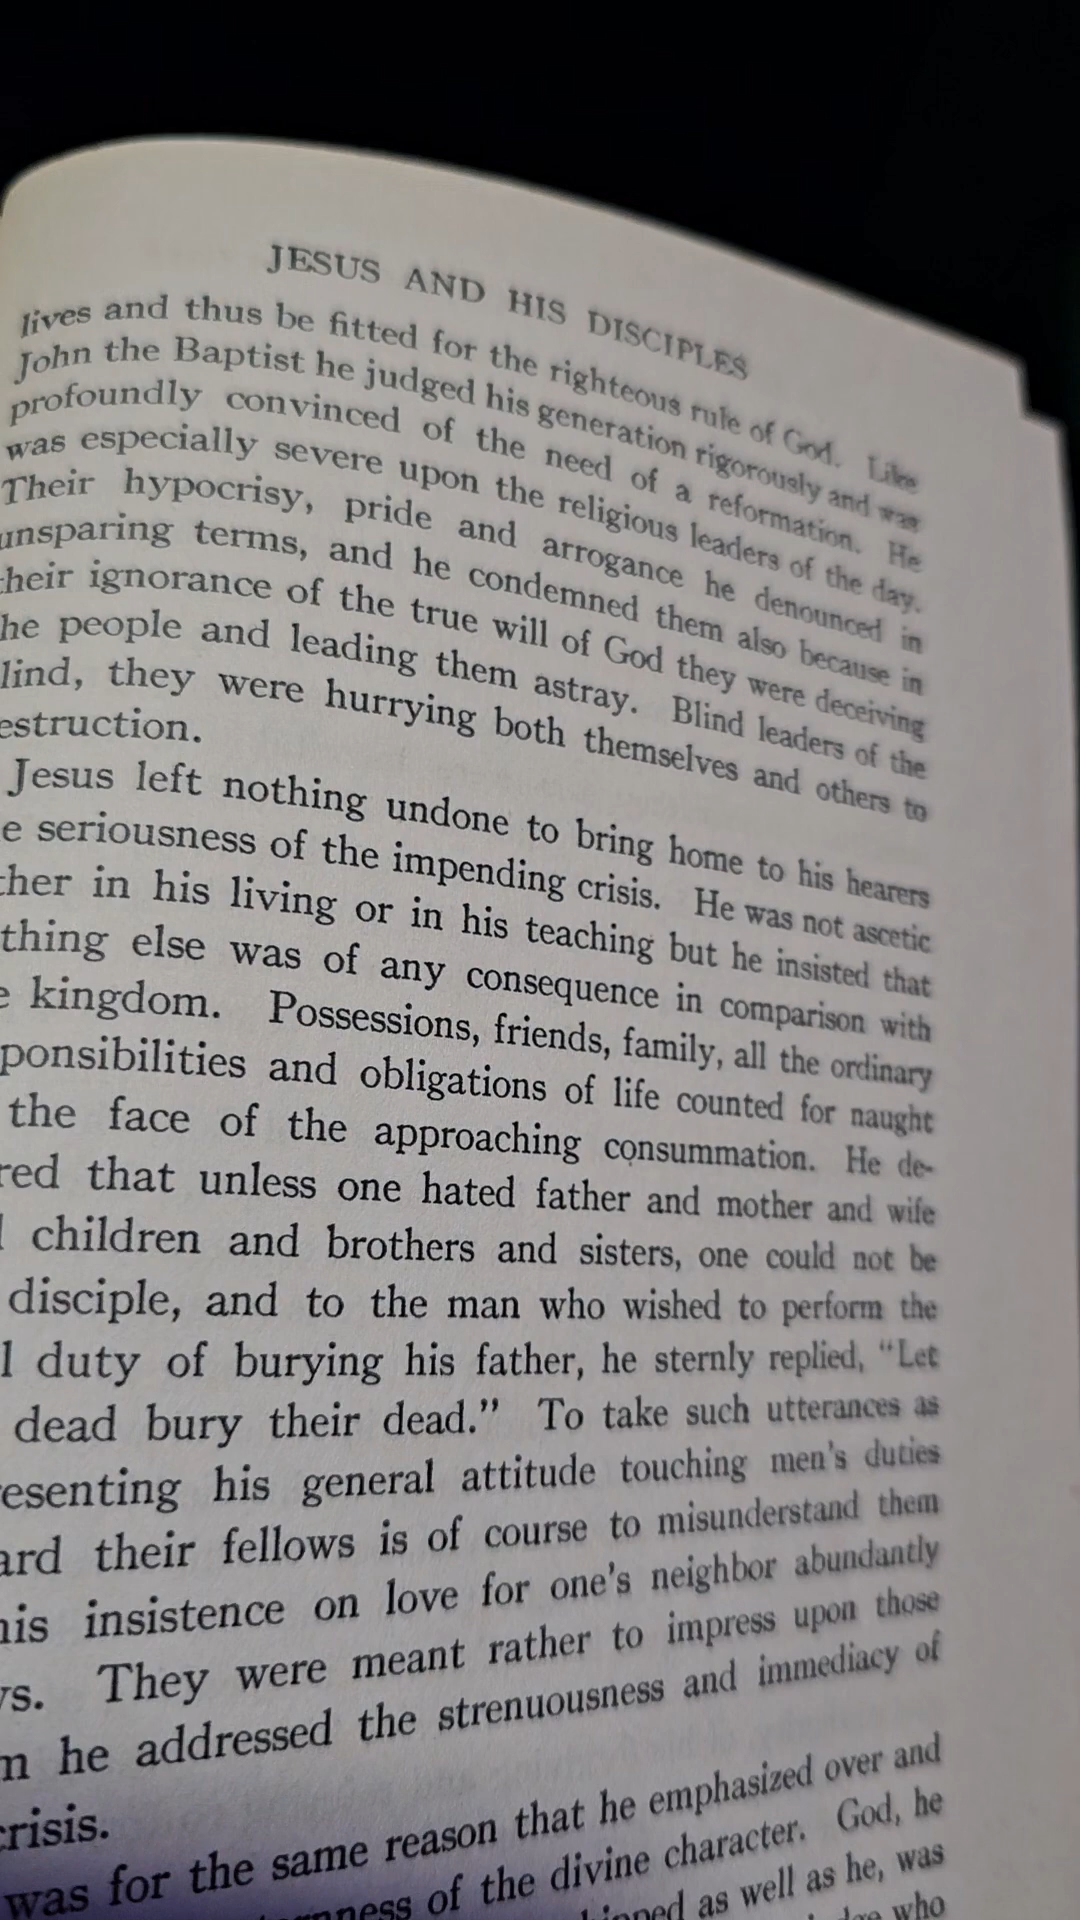 JESUS AND HIS DISCIPLES
lives and thus be fitted for the righteous rule of God. Like
John the Baptist he judged his generation rigorously and was
profoundly convinced of the need of a reformation. He
was especially severe upon the religious leaders of the day.
Their hypocrisy, pride and arrogance he denounced in
unsparing terms, and he condemned them also because in
their ignorance of the true will of God they were deceiving
he people and leading them astray. Blind leaders of the
lind, they were hurrying both themselves and others to
estruction.
Jesus left nothing undone to bring home to his hearers
e seriousness of the impending crisis. He was not ascetic
ther in his living or in his teaching but he insisted that
thing else was of any consequence in comparison with
e kingdom. Possessions, friends, family, all the ordinary
ponsibilities and obligations of life counted for naught
the face of the approaching consummation. He de-
red that unless one hated father and mother and wife
children and brothers and sisters, one could not be
disciple, and to the man who wished to perform the
l duty of burying his father, he sternly replied, “Let
dead bury their dead.” To take such utterances as
esenting his general attitude touching men's duties
ard their fellows is of course to misunderstand them
his insistence on love for one's neighbor abundantly
ys. They were meant rather to impress upon those
m he addressed the strenuousness and immediacy of
crisis.
was for the same reason that he emphasized over and
ness of the divine character. God, he
as well as he, was
who